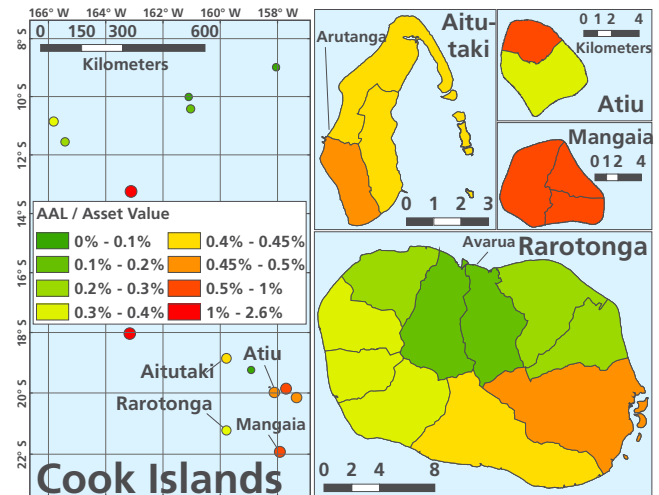 166°W 164°W 162°W 160°W 158°W
8°S
0 150 300 600
Kilometers
10°S
12°S
14°S
AAL / Asset Value
0% - 0.1%
0.1% - 0.2%
0.2% - 0.3%
0.3% - 0.4%
0.4% - 0.45%
0.45% - 0.5%
0.5% - 1%
1% - 2.6%
16°S
18°S
20°S
22°S
Aitutaki
Atiu
Rarotonga
Mangaia
Cook Islands
Aitu-
taki
Arutanga
0 1 2 3
0 1 2 4
Kilometers
Atiu
Mangaia
0 1 2 4
Avarua
Rarotonga
0 2 4 8